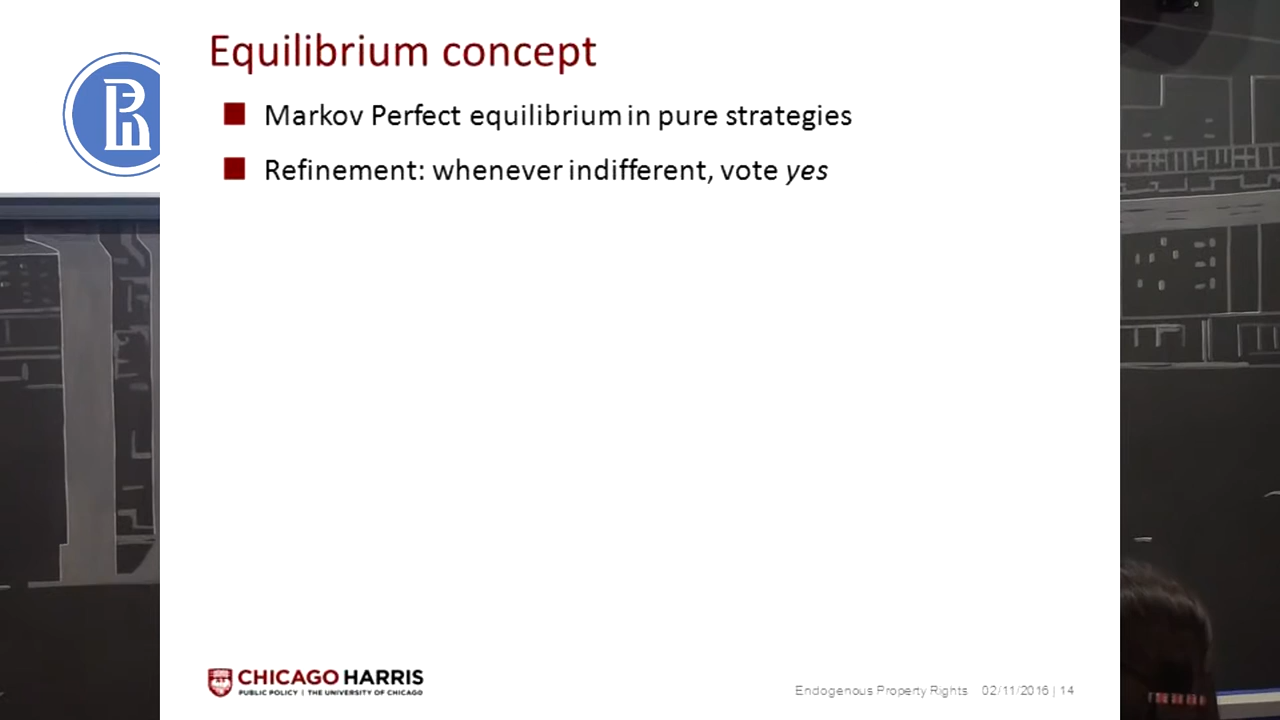 Equilibrium concept
Markov Perfect equilibrium in pure strategies
Refinement: whenever indifferent, vote yes
CHICAGO HARRIS
PUBLIC POLICY | THE UNIVERSITY OF CHICAGO
Endogenous Property Rights 02/11/2016 | 14